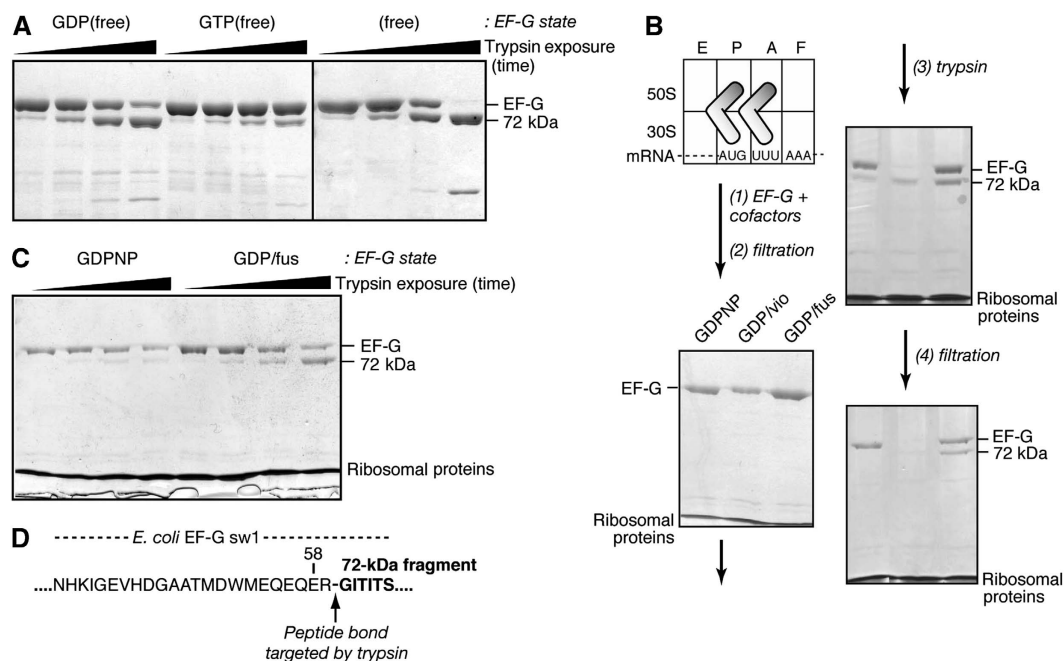 A
GDP(free) GTP(free) (free) : EF-G state
Trypsin exposure
(time)
EF-G
72 kDa
B
E P A F
50S
30S
mRNA AUG UUU AAA
(1) EF-G +
cofactors
(2) filtration
GDPNP GDP/vio GDP/fus
EF-G
Ribosomal
proteins
(3) trypsin
EF-G
72 kDa
Ribosomal
proteins
(4) filtration
EF-G
72 kDa
Ribosomal
proteins
C
GDPNP GDP/fus : EF-G state
Trypsin exposure (time)
EF-G
72 kDa
Ribosomal proteins
D
E. coli EF-G sw1
58
72-kDa fragment
....NHKIGEVHDGAATMDWMEQEQER-GITITS....
Peptide bond
targeted by trypsin